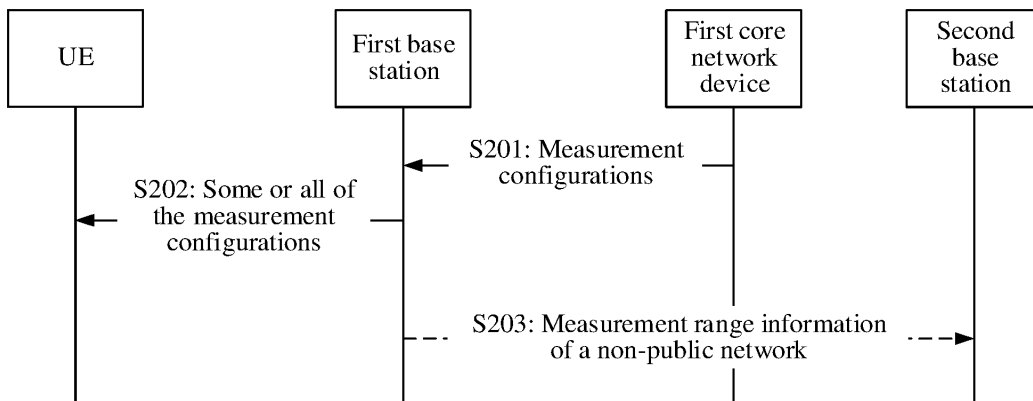 UE
First base
station
First core
network
device
Second
base
station
S201: Measurement
configurations
S202: Some or all of
the measurement
configurations
S203: Measurement range information
of a non-public network